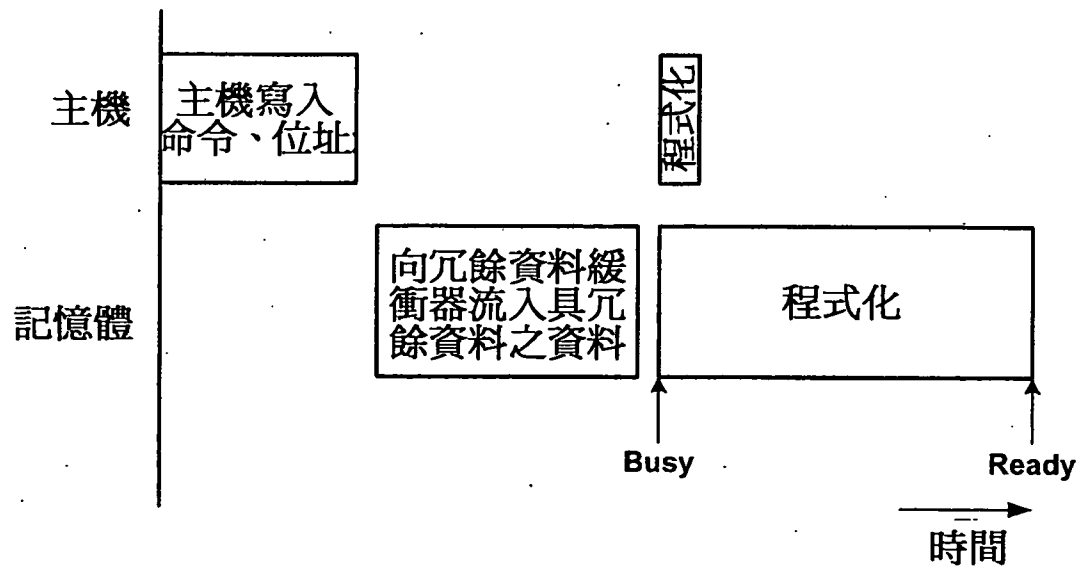 主機
主機寫入
命令、位址
程式化
記憶體
向冗餘資料緩
衝器流入具冗
餘資料之資料
程式化
Busy
Ready
時間